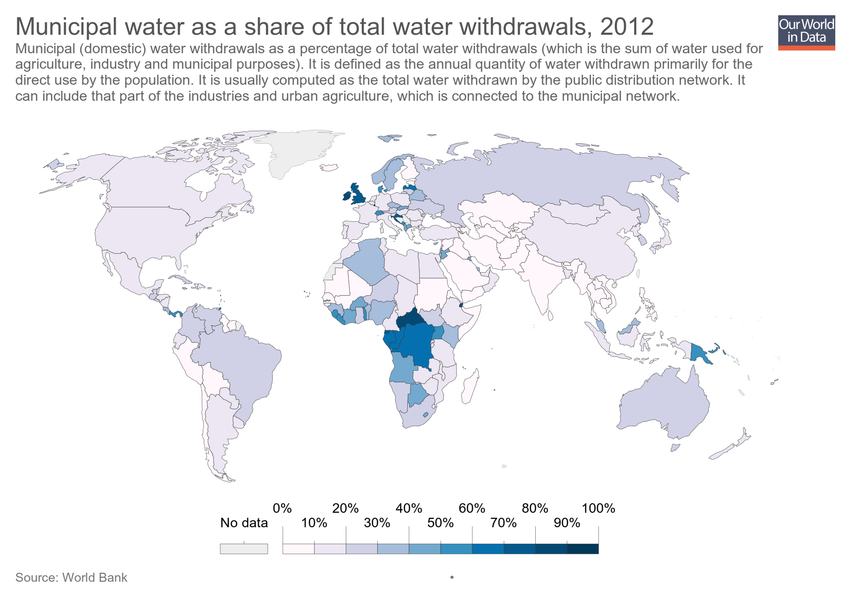 Municipal water as a share of total water withdrawals, 2012
Our World
in Data
Municipal (domestic) water withdrawals as a percentage of total water withdrawals (which is the sum of water used for
agriculture, industry and municipal purposes). It is defined as the annual quantity of water withdrawn primarily for the
direct use by the population. It is usually computed as the total water withdrawn by the public distribution network. It
can include that part of the industries and urban agriculture, which is connected to the municipal network.
0% 20% 40% 60% 80% 100%
No data 10% 30% 50% 70% 90%
Source: World Bank